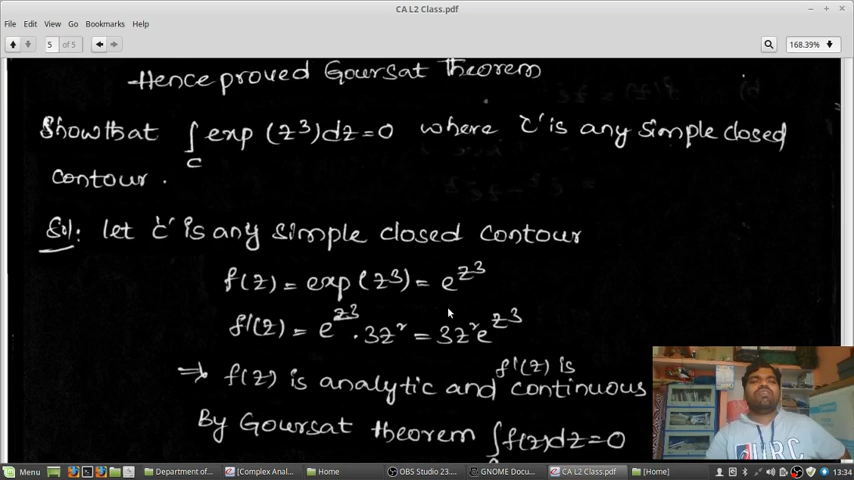 CA L2 Class.pdf
File Edit View Go Bookmarks Help
5 of 5 168.39%
Hence proved Goursat theorem
Show that ∫_C exp (z³)dz=0 where 'c' is any simple closed
contour.
Sol: let 'c' is any simple closed contour
f(z) = exp(z³) = e^{z³}
f'(z) = e^{z³} . 3z² = 3z²e^{z³}
f'(z) is
⇒ f(z) is analytic and continuous
By Goursat theorem ∫f(z)dz=0
URC
Menu Department of... [Complex Anal... Home OBS Studio 23.... GNOME Docu... CA L2 Class.pdf [Home] 13:34